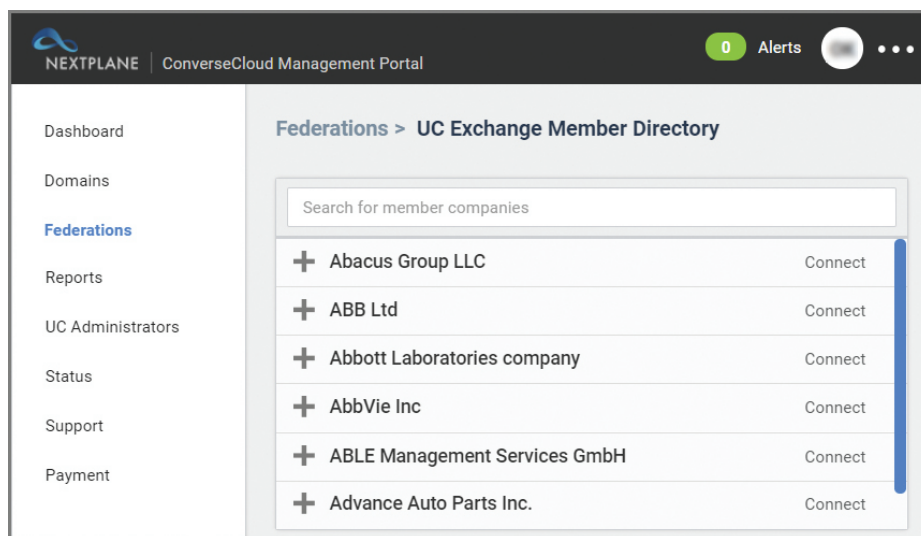 NEXTPLANE | ConverseCloud Management Portal
0 Alerts
Dashboard
Domains
Federations
Reports
UC Administrators
Status
Support
Payment
Federations > UC Exchange Member Directory
Search for member companies
Abacus Group LLC Connect
ABB Ltd Connect
Abbott Laboratories company Connect
AbbVie Inc Connect
ABLE Management Services GmbH Connect
Advance Auto Parts Inc. Connect